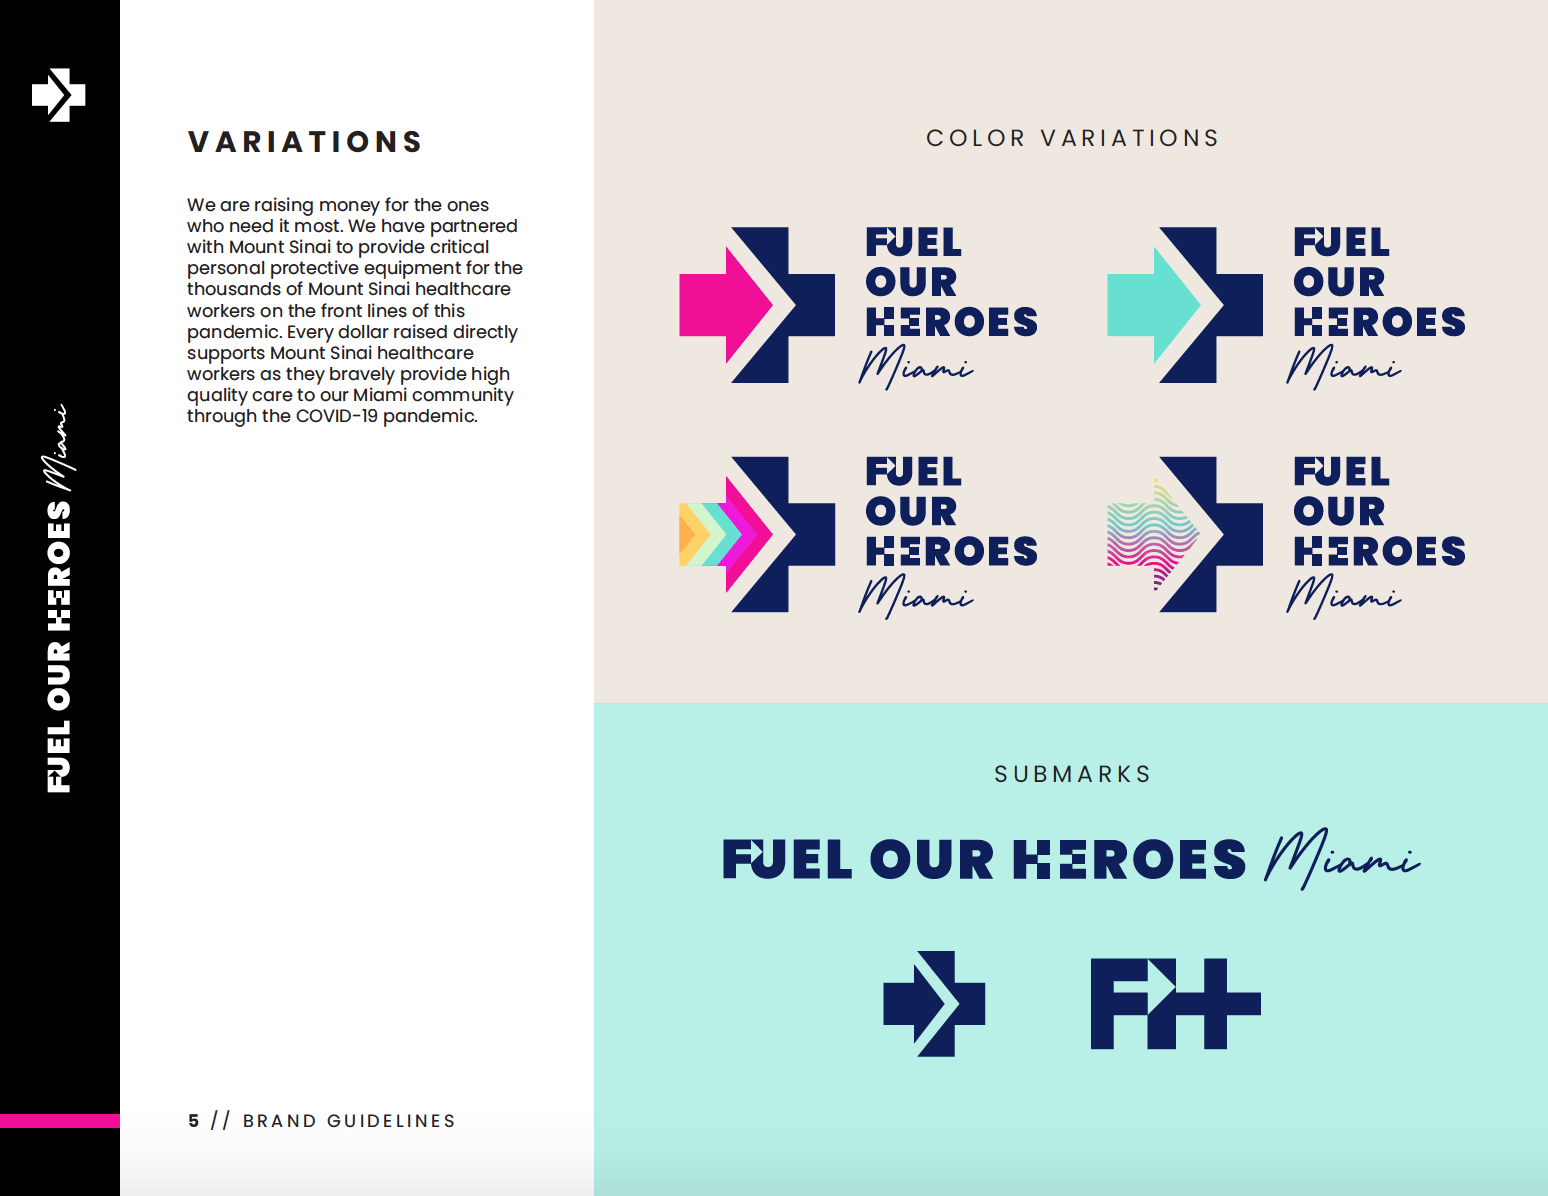 FUEL OUR HEROES Miami
VARIATIONS
We are raising money for the ones
who need it most. We have partnered
with Mount Sinai to provide critical
personal protective equipment for the
thousands of Mount Sinai healthcare
workers on the front lines of this
pandemic. Every dollar raised directly
supports Mount Sinai healthcare
workers as they bravely provide high
quality care to our Miami community
through the COVID-19 pandemic.
5 // BRAND GUIDELINES
COLOR VARIATIONS
FUEL
OUR
HEROES
Miami
FUEL
OUR
HEROES
Miami
FUEL
OUR
HEROES
Miami
FUEL
OUR
HEROES
Miami
SUBMARKS
FUEL OUR HEROES Miami
FH